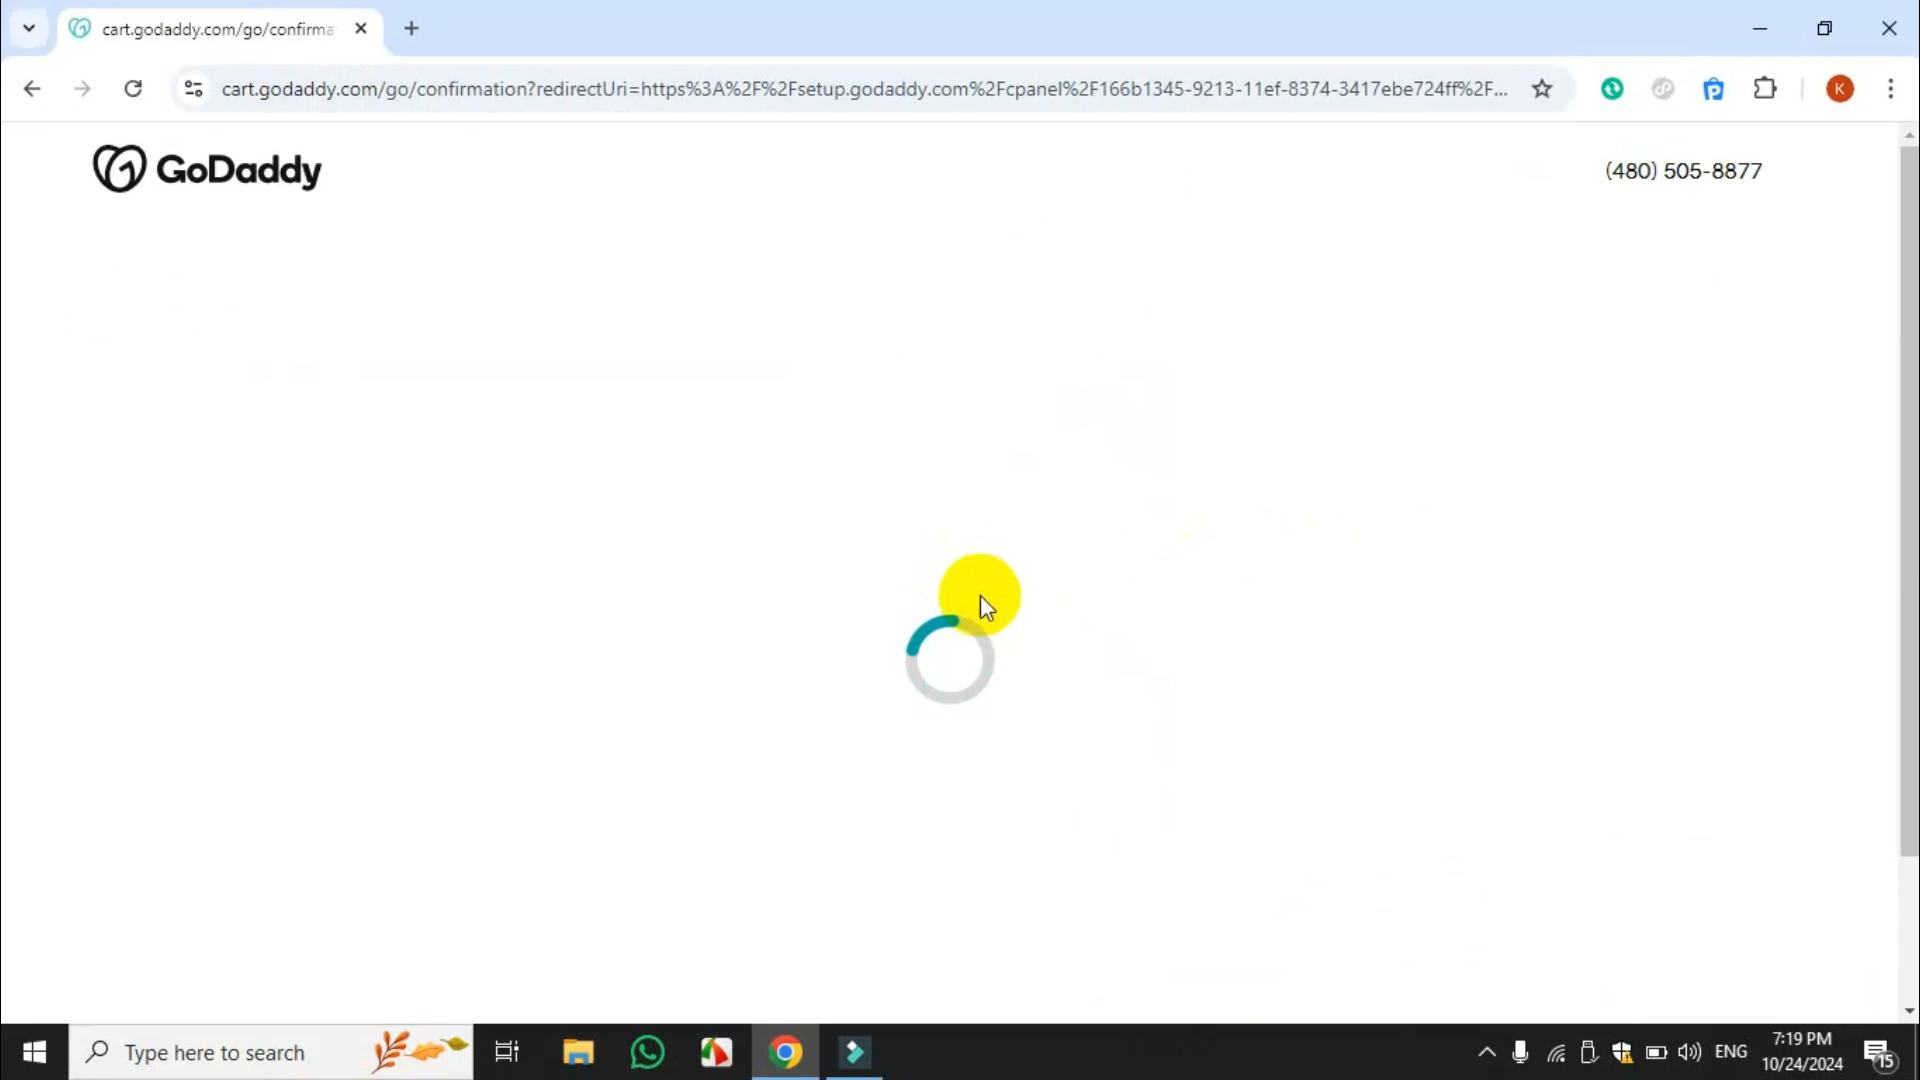 cart.godaddy.com/go/confirma
cart.godaddy.com/go/confirmation?redirectUri=https%3A%2F%2Fsetup.godaddy.com%2Fcpanel%2F166b1345-9213-11ef-8374-3417ebe724ff%2F...
K
GoDaddy
(480) 505-8877
Type here to search
ENG
7:19 PM
10/24/2024
15